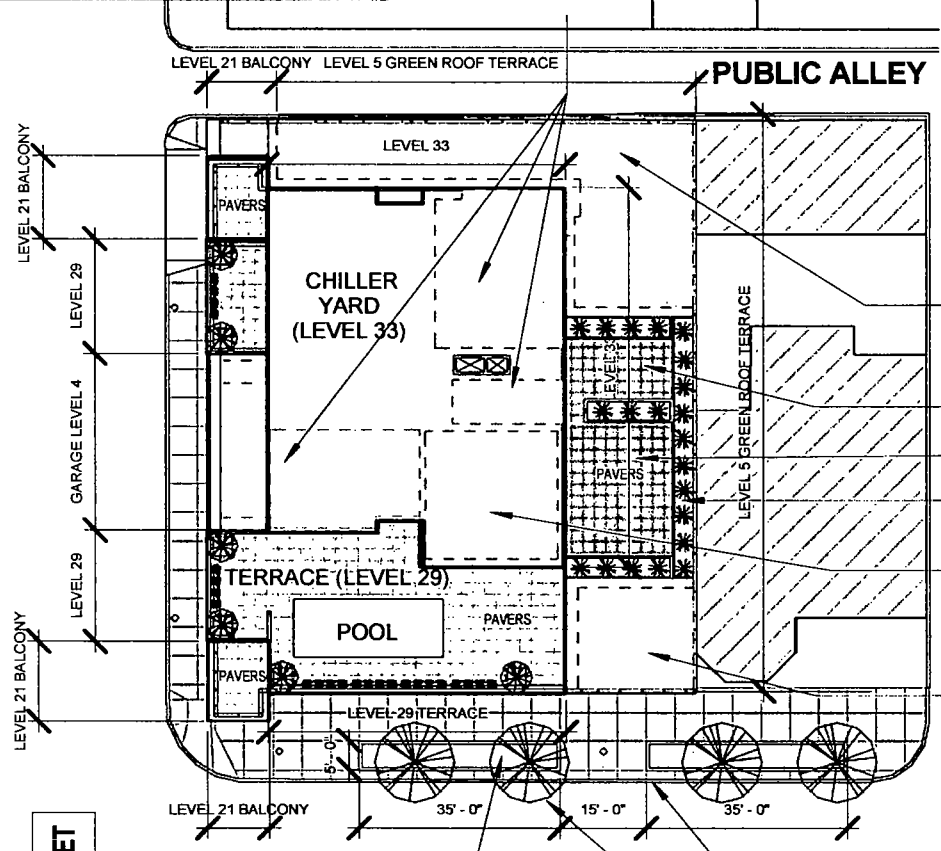 LEVEL 21 BALCONY
LEVEL 5 GREEN ROOF TERRACE
PUBLIC ALLEY
LEVEL 33
LEVEL 21 BALCONY
PAVERS
CHILLER
YARD
(LEVEL 33)
LEVEL 29
LEVEL 33
LEVEL 5 GREEN ROOF TERRACE
GARAGE LEVEL 4
PAVERS
LEVEL 29
TERRACE (LEVEL 29)
POOL
PAVERS
PAVERS
LEVEL 21 BALCONY
LEVEL 29 TERRACE
5'-0"
LEVEL 21 BALCONY
35' - 0"
15' - 0"
35' - 0"